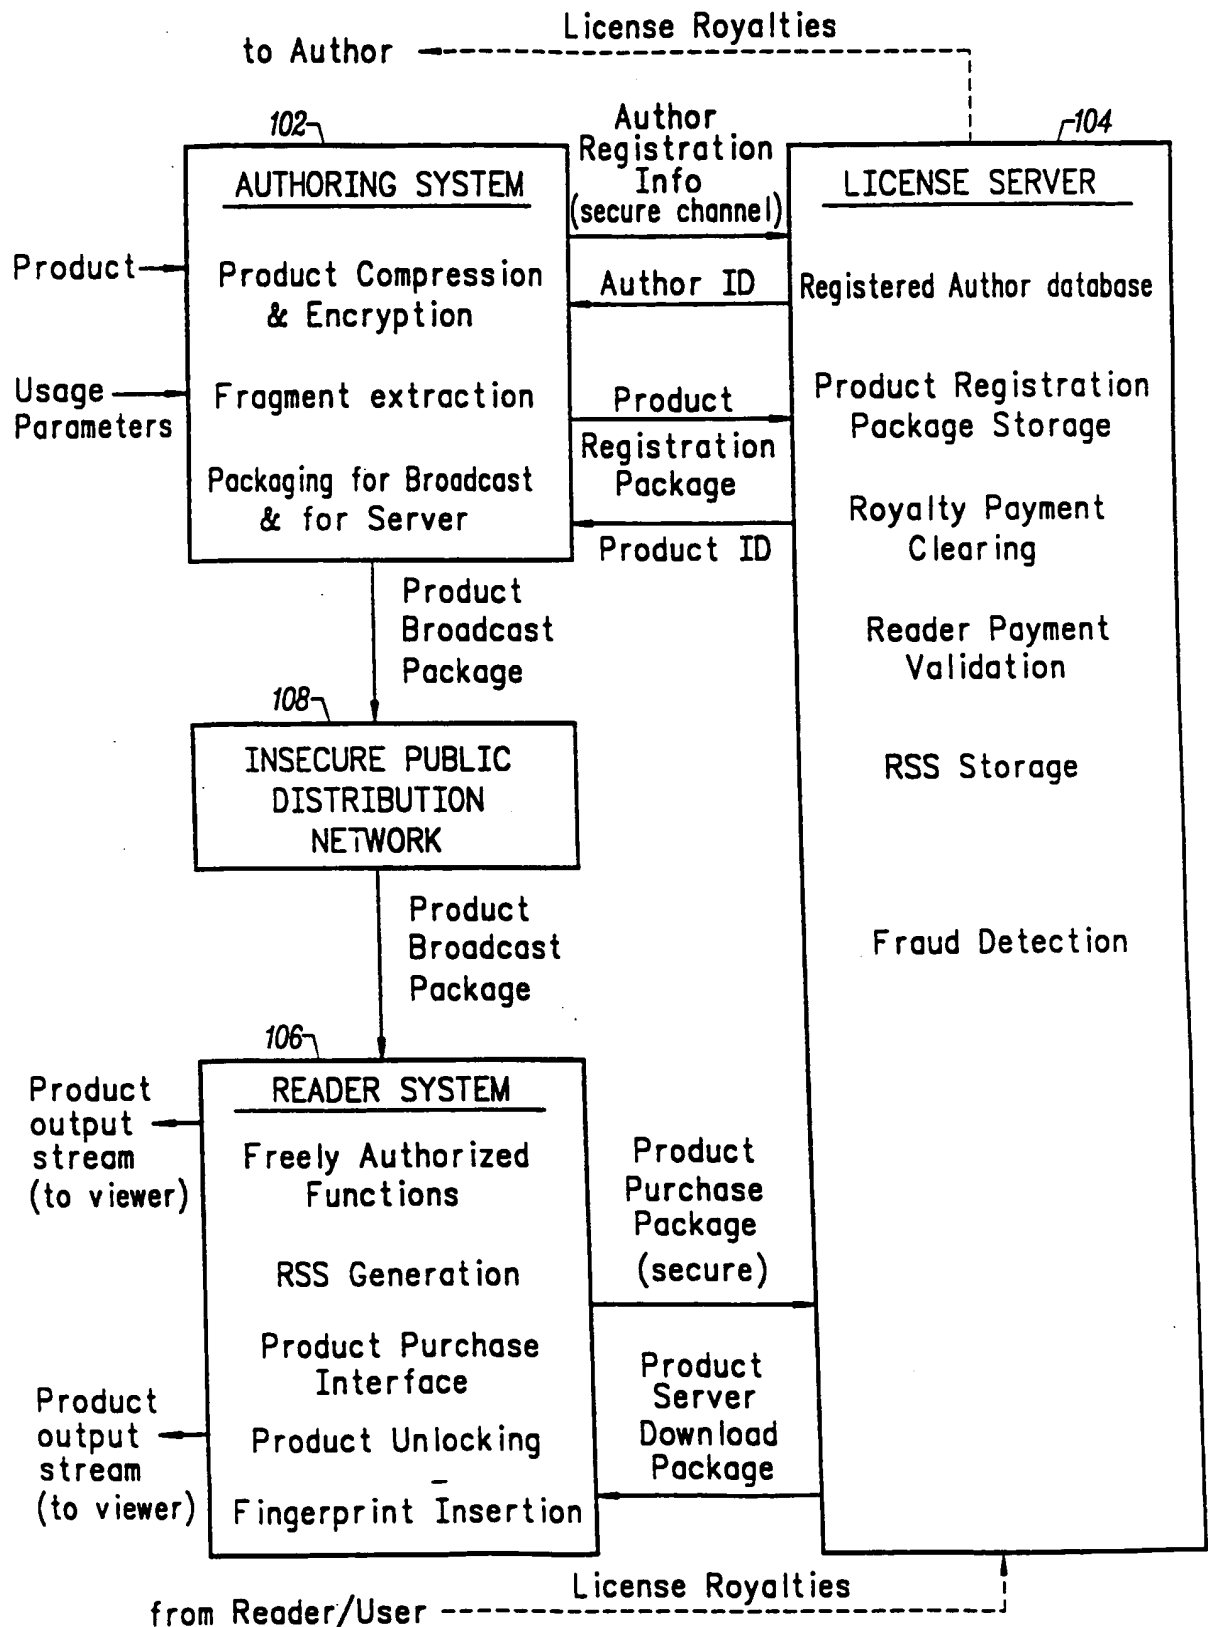 License Royalties
to Author
102
AUTHORING SYSTEM
Product Compression
& Encryption
Fragment extraction
Packaging for Broadcast
& for Server
Product
Usage
Parameters
Author
Registration
Info
(secure channel)
Author ID
Product
Registration
Package
Product ID
104
LICENSE SERVER
Registered Author database
Product Registration
Package Storage
Royalty Payment
Clearing
Reader Payment
Validation
RSS Storage
Fraud Detection
Product
Broadcast
Package
108
INSECURE PUBLIC
DISTRIBUTION
NETWORK
Product
Broadcast
Package
106
READER SYSTEM
Freely Authorized
Functions
RSS Generation
Product Purchase
Interface
Product Unlocking
Fingerprint Insertion
Product
output
stream
(to viewer)
Product
output
stream
(to viewer)
Product
Purchase
Package
(secure)
Product
Server
Download
Package
License Royalties
from Reader/User